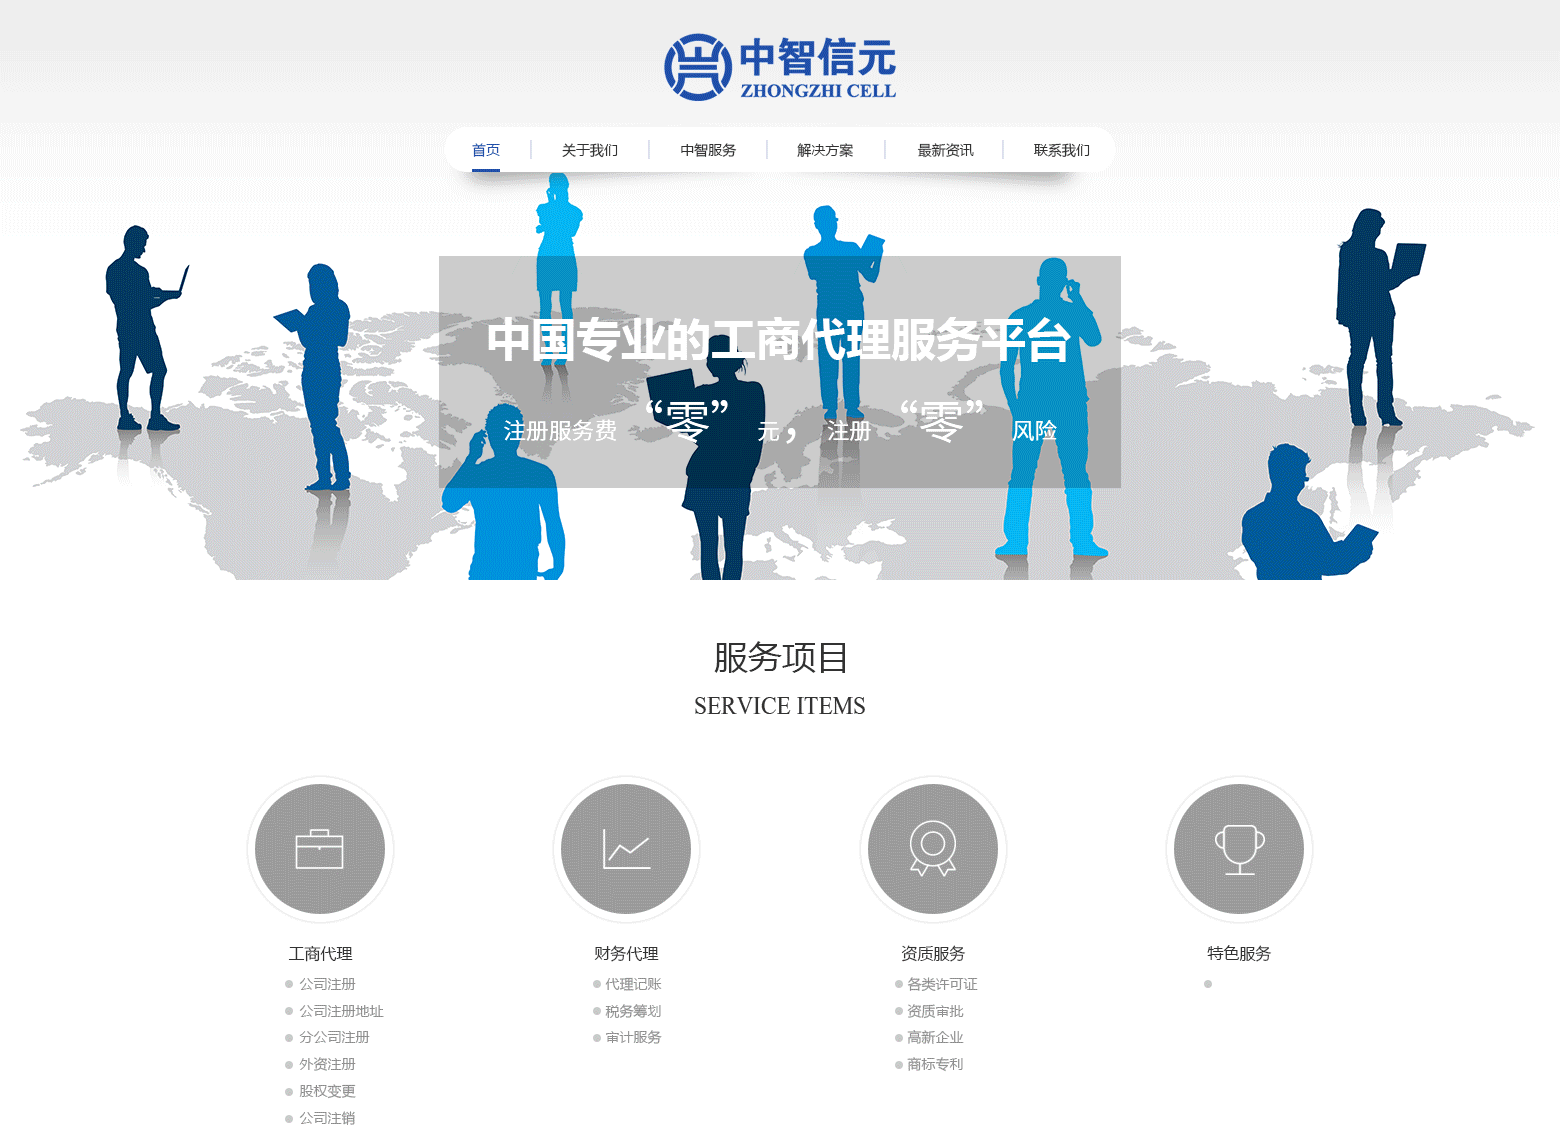 中智信元
ZHONGZHI CELL
首页 关于我们 中智服务 解决方案 最新资讯 联系我们
中国专业的工商代理服务平台
注册服务费 “零” 元， 注册 “零” 风险
服务项目
SERVICE ITEMS
工商代理
公司注册
公司注册地址
分公司注册
外资注册
股权变更
公司注销
财务代理
代理记账
税务筹划
审计服务
资质服务
各类许可证
资质审批
高新企业
商标专利
特色服务